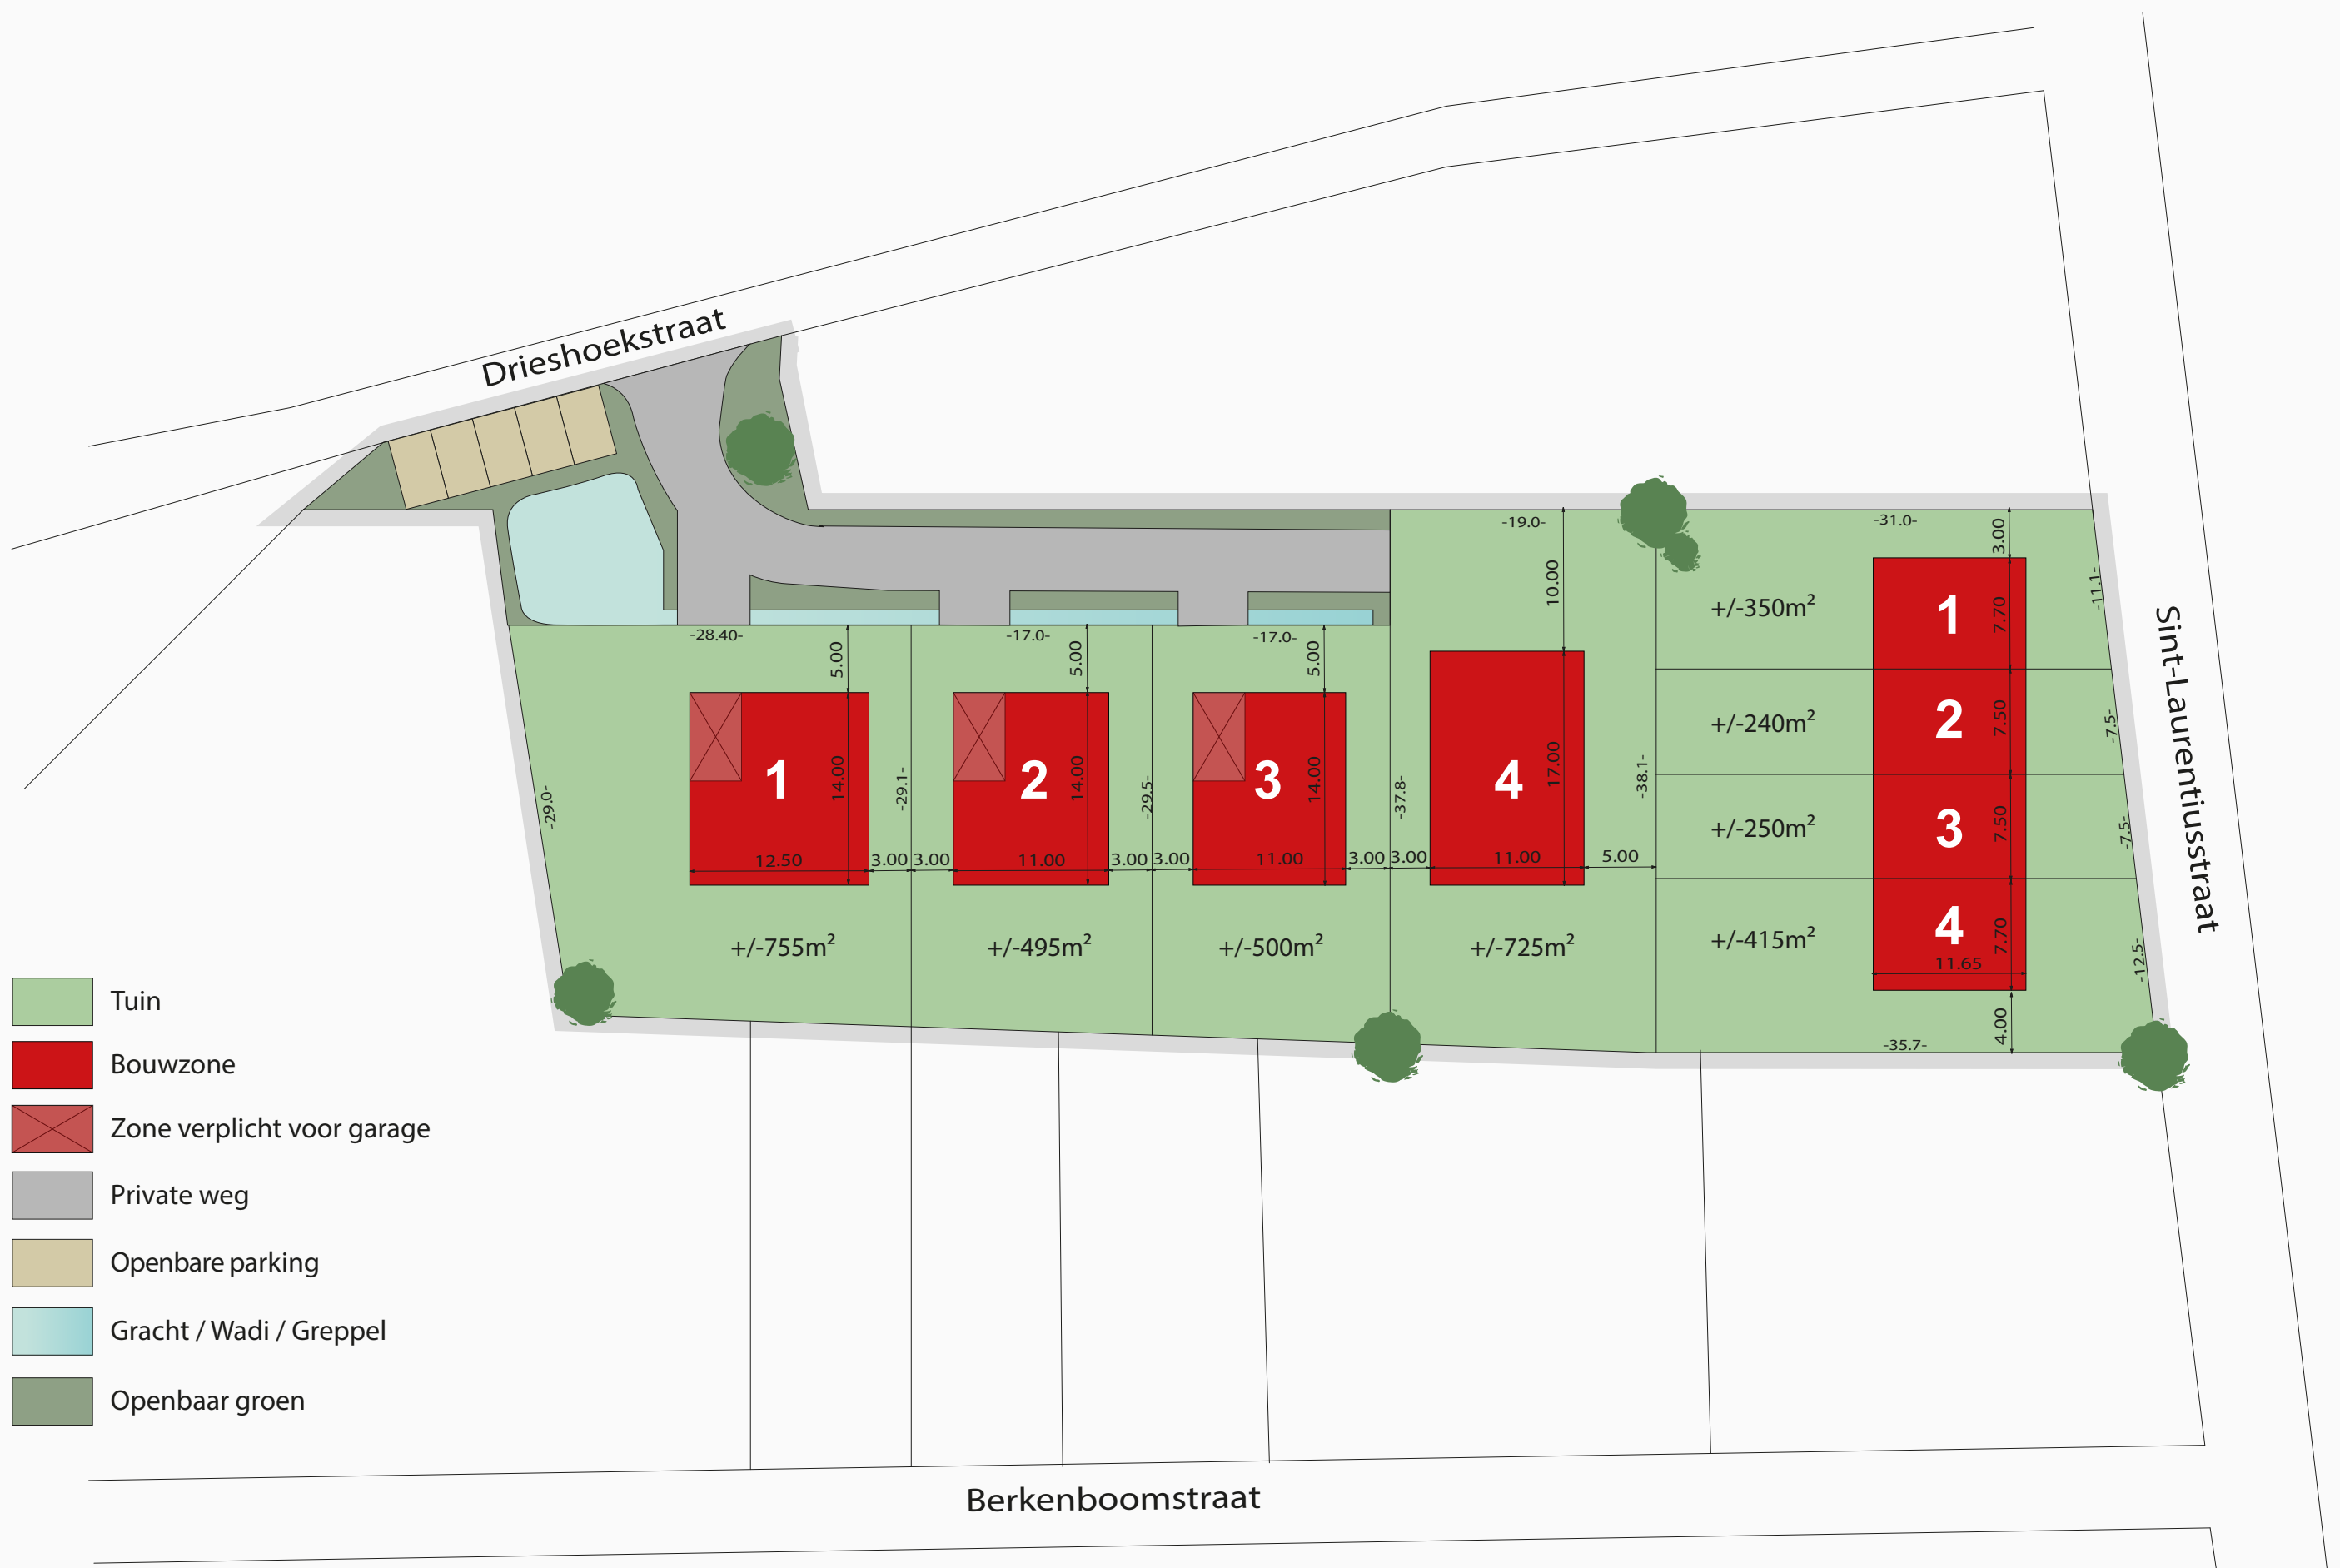 Drieshoekstraat
-19.0-
-31.0-
3.00
10.00
-11.1-
+/-350m²
1
7.70
Sint-Laurentiusstraat
-28.40-
-17.0-
-17.0-
5.00
5.00
5.00
+/-240m²
2
7.50
-7.5-
1
14.00
-29.1-
2
14.00
-29.5-
3
14.00
-37.8-
4
17.00
-38.1-
-29.0-
+/-250m²
3
7.50
-7.5-
12.50
3.00
3.00
11.00
3.00
3.00
11.00
3.00
3.00
11.00
5.00
+/-755m²
+/-495m²
+/-500m²
+/-725m²
+/-415m²
4
7.70
-12.5-
11.65
4.00
-35.7-
Tuin
Bouwzone
Zone verplicht voor garage
Private weg
Openbare parking
Gracht / Wadi / Greppel
Openbaar groen
Berkenboomstraat